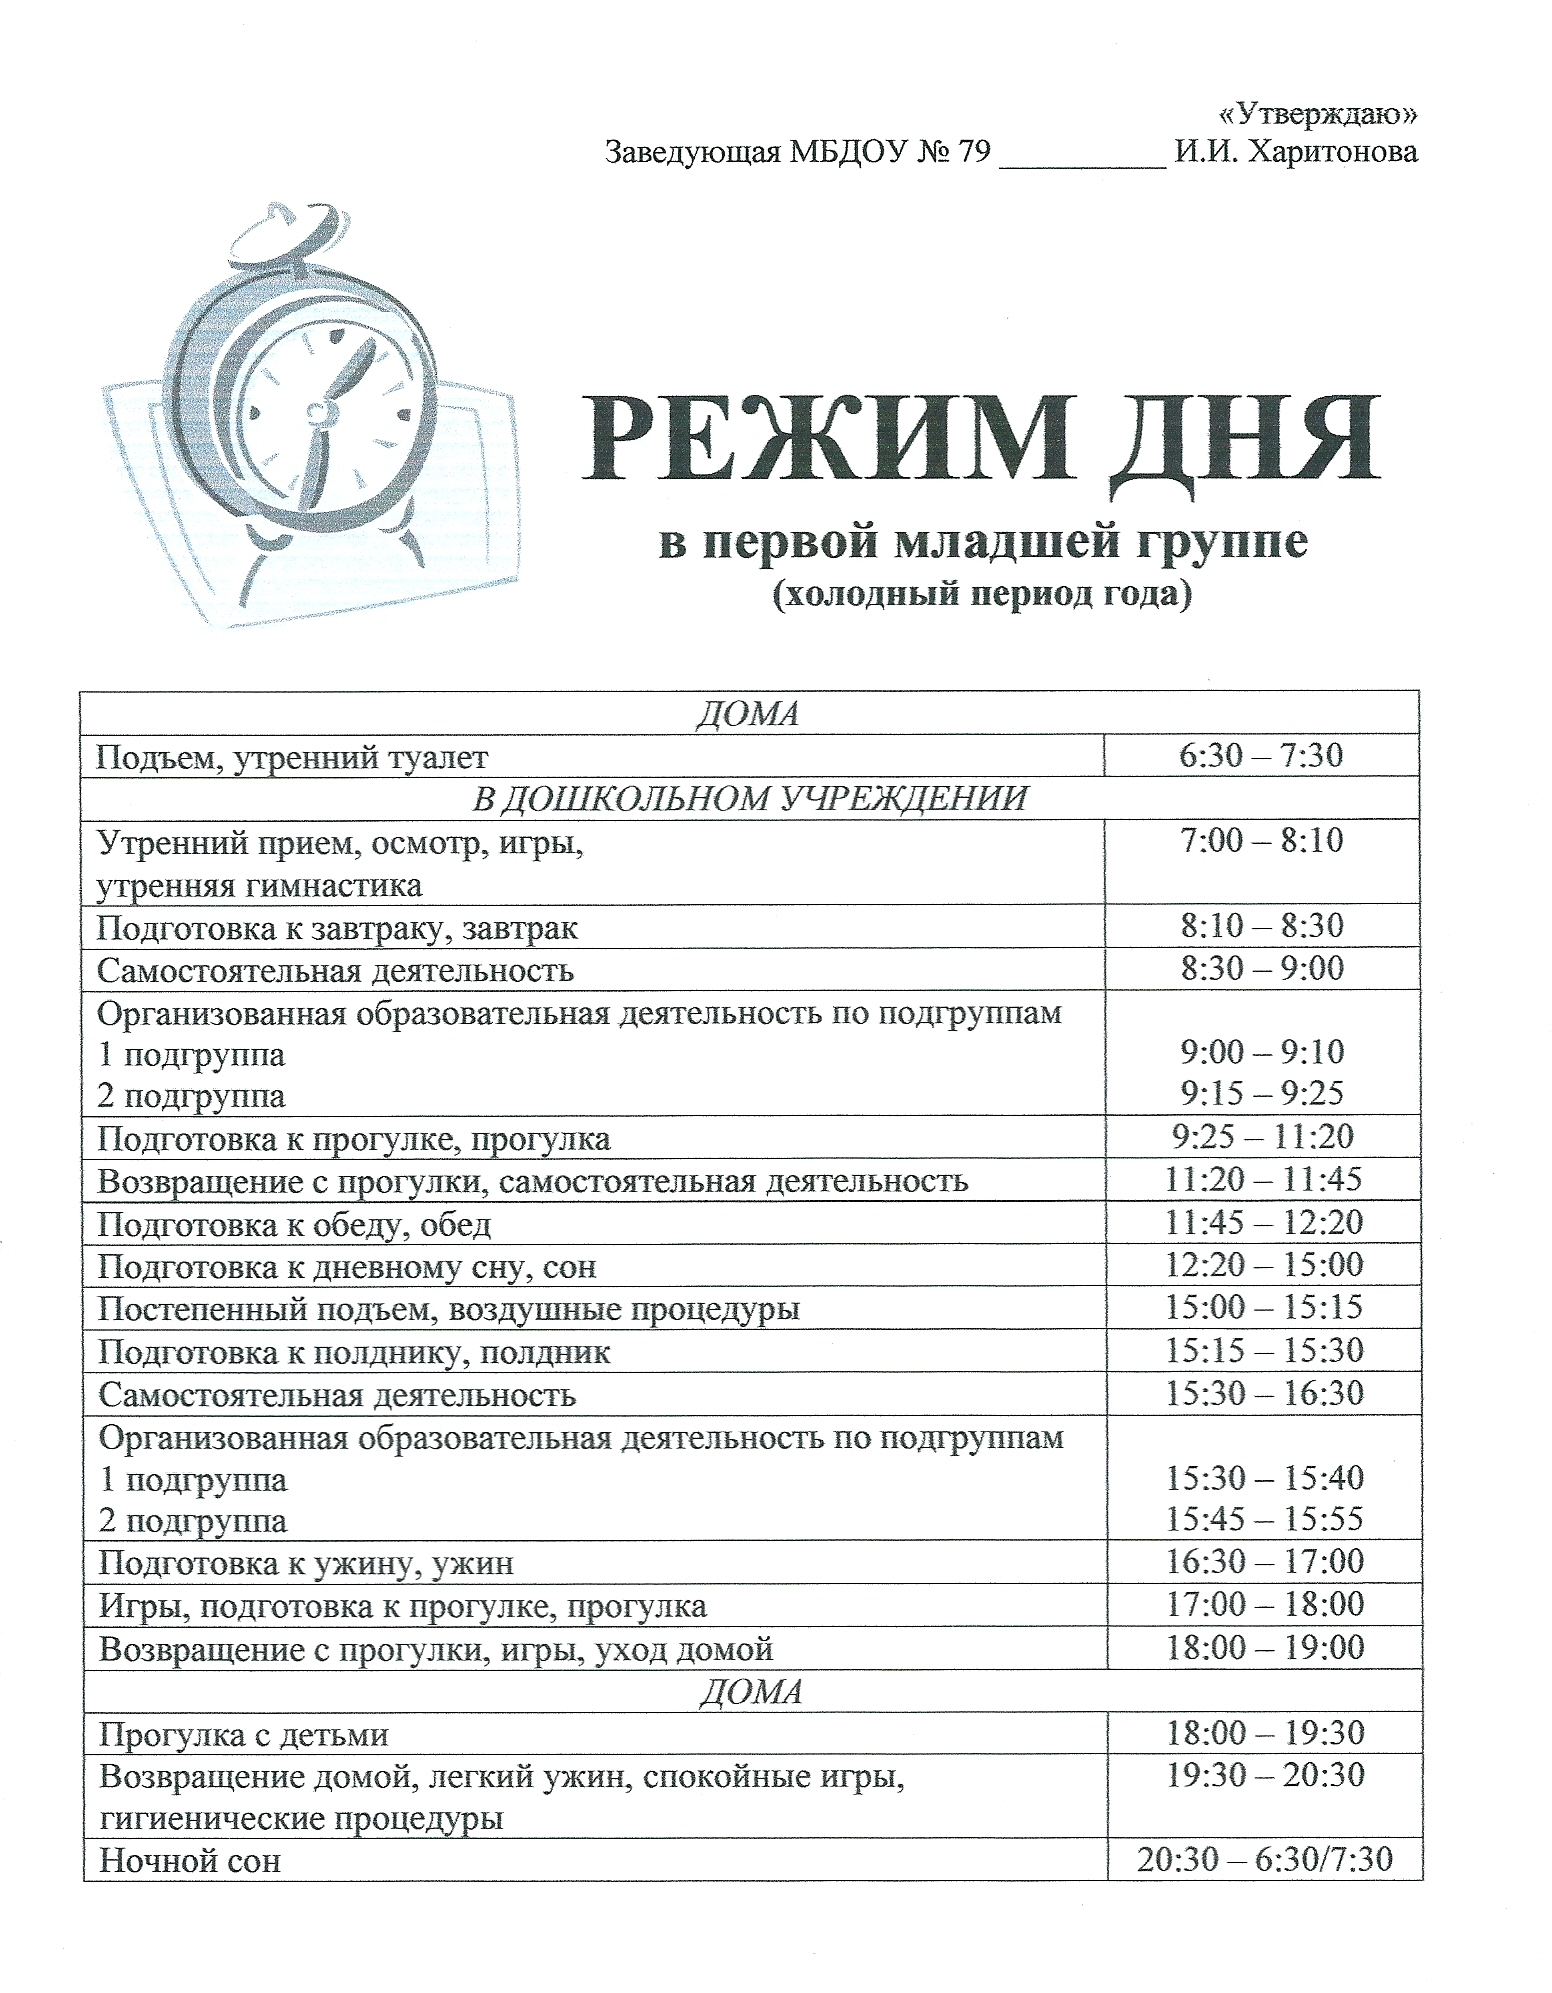 «Утверждаю»
Заведующая МБДОУ № 79 __________ И.И. Харитонова
РЕЖИМ ДНЯ
в первой младшей группе
(холодный период года)
ДОМА
Подъем, утренний туалет 6:30 – 7:30
В ДОШКОЛЬНОМ УЧРЕЖДЕНИИ
Утренний прием, осмотр, игры, 7:00 – 8:10
утренняя гимнастика
Подготовка к завтраку, завтрак 8:10 – 8:30
Самостоятельная деятельность 8:30 – 9:00
Организованная образовательная деятельность по подгруппам
1 подгруппа 9:00 – 9:10
2 подгруппа 9:15 – 9:25
Подготовка к прогулке, прогулка 9:25 – 11:20
Возвращение с прогулки, самостоятельная деятельность 11:20 – 11:45
Подготовка к обеду, обед 11:45 – 12:20
Подготовка к дневному сну, сон 12:20 – 15:00
Постепенный подъем, воздушные процедуры 15:00 – 15:15
Подготовка к полднику, полдник 15:15 – 15:30
Самостоятельная деятельность 15:30 – 16:30
Организованная образовательная деятельность по подгруппам
1 подгруппа 15:30 – 15:40
2 подгруппа 15:45 – 15:55
Подготовка к ужину, ужин 16:30 – 17:00
Игры, подготовка к прогулке, прогулка 17:00 – 18:00
Возвращение с прогулки, игры, уход домой 18:00 – 19:00
ДОМА
Прогулка с детьми 18:00 – 19:30
Возвращение домой, легкий ужин, спокойные игры, 19:30 – 20:30
гигиенические процедуры
Ночной сон 20:30 – 6:30/7:30